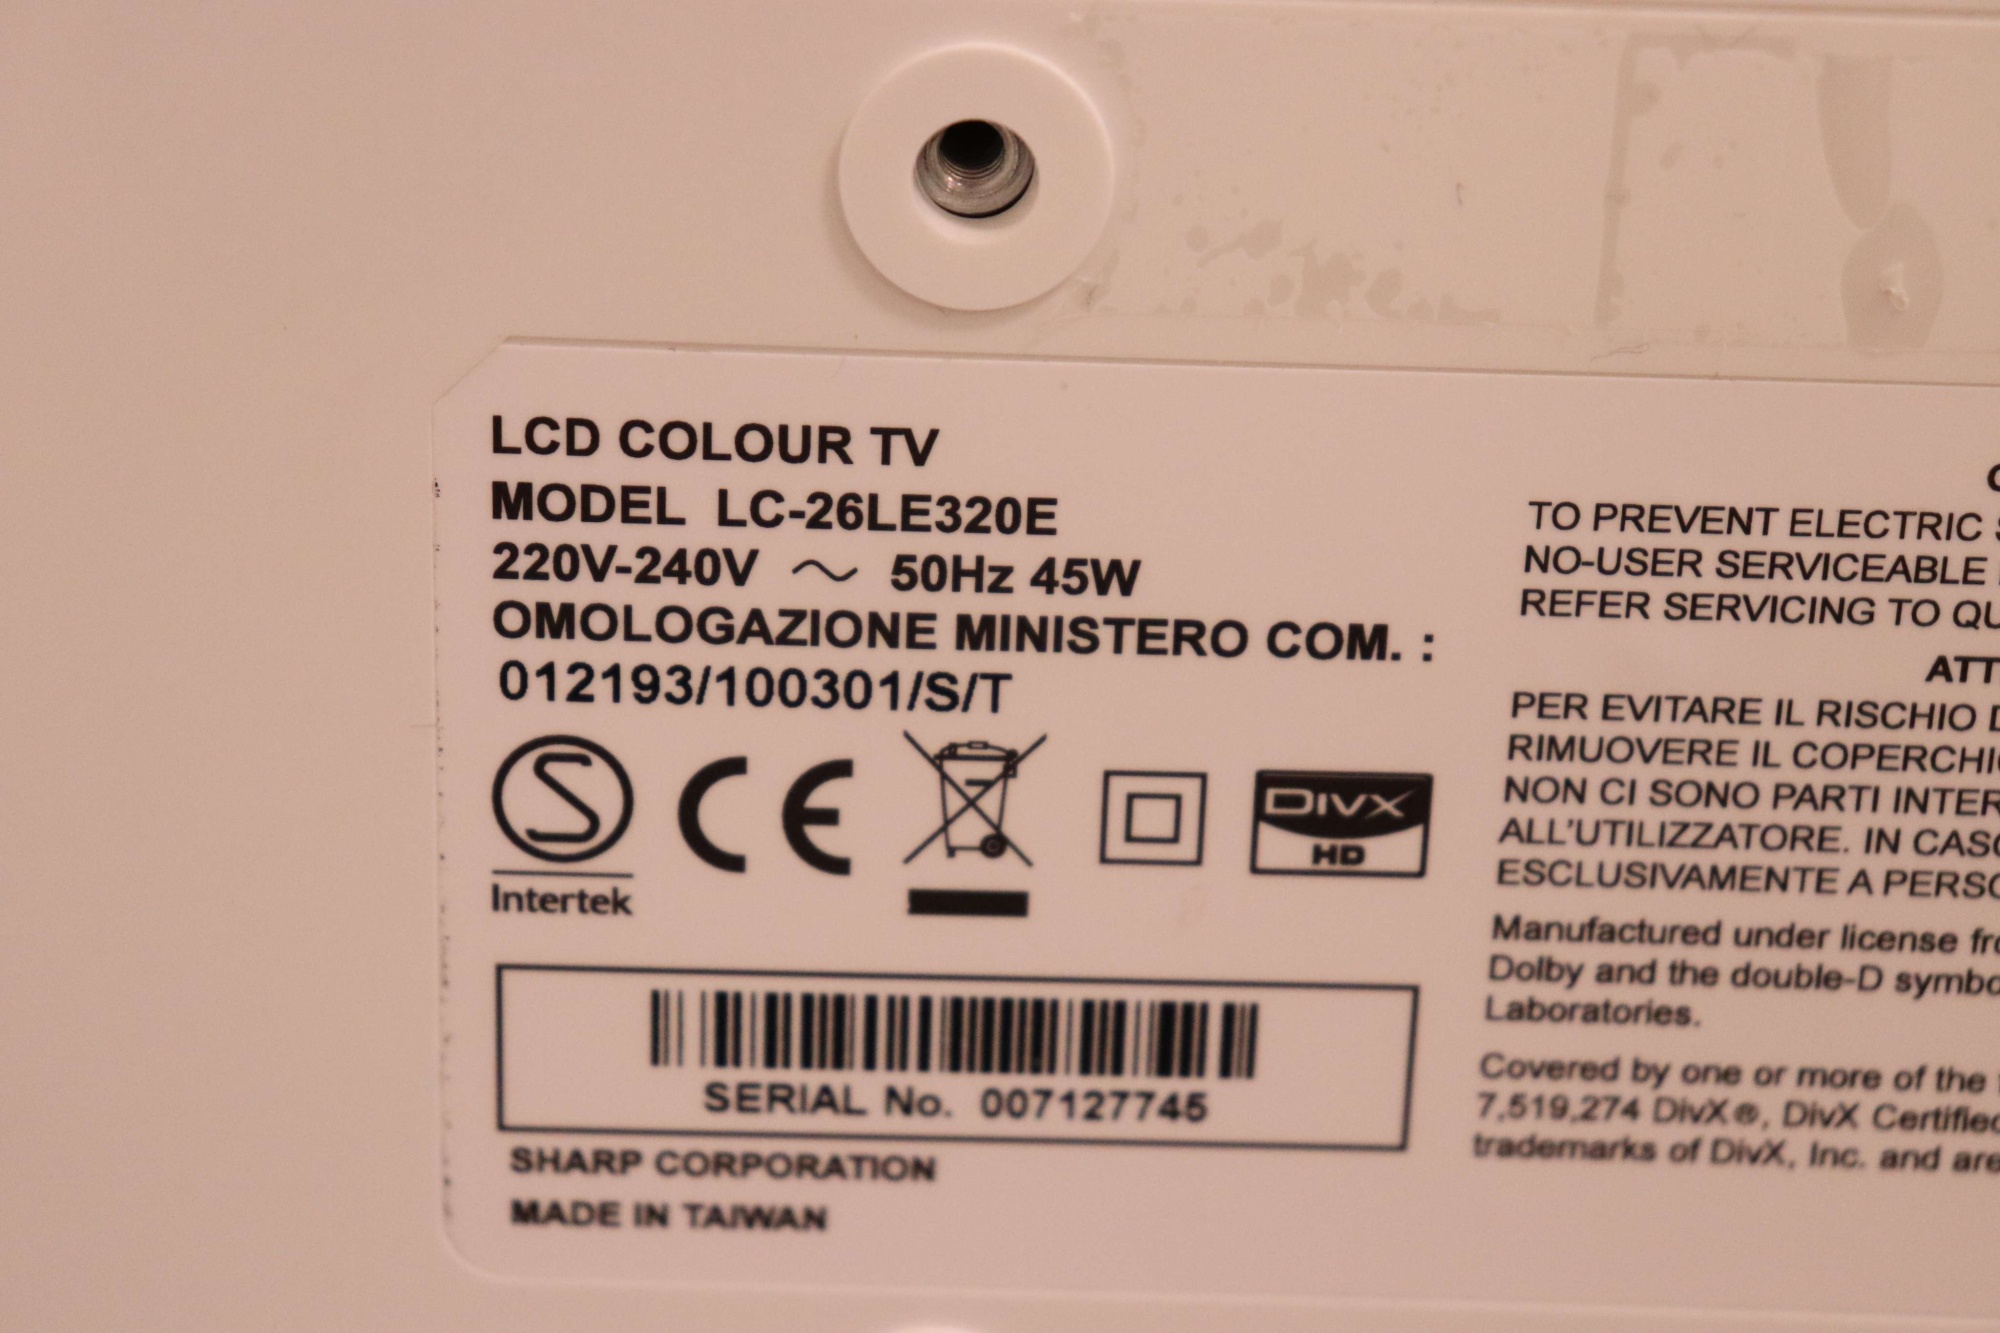 LCD COLOUR TV
MODEL LC-26LE320E
220V-240V ~ 50Hz 45W
OMOLOGAZIONE MINISTERO COM. :
012193/100301/S/T
S
Intertek
CE
DIVX
HD
SERIAL No. 007127745
SHARP CORPORATION
MADE IN TAIWAN
TO PREVENT ELECTRIC
NO-USER SERVICEABLE
REFER SERVICING TO
PER EVITARE IL RISCHIO
RIMUOVERE IL
NON CI SONO PARTI
ALL'UTILIZZATORE. IN
ESCLUSIVAMENTE A
Manufactured under license
Dolby and the double-D
Laboratories.
Covered by one or more of the
7,519,274 DivX®, DivX
trademarks of DivX, Inc. and